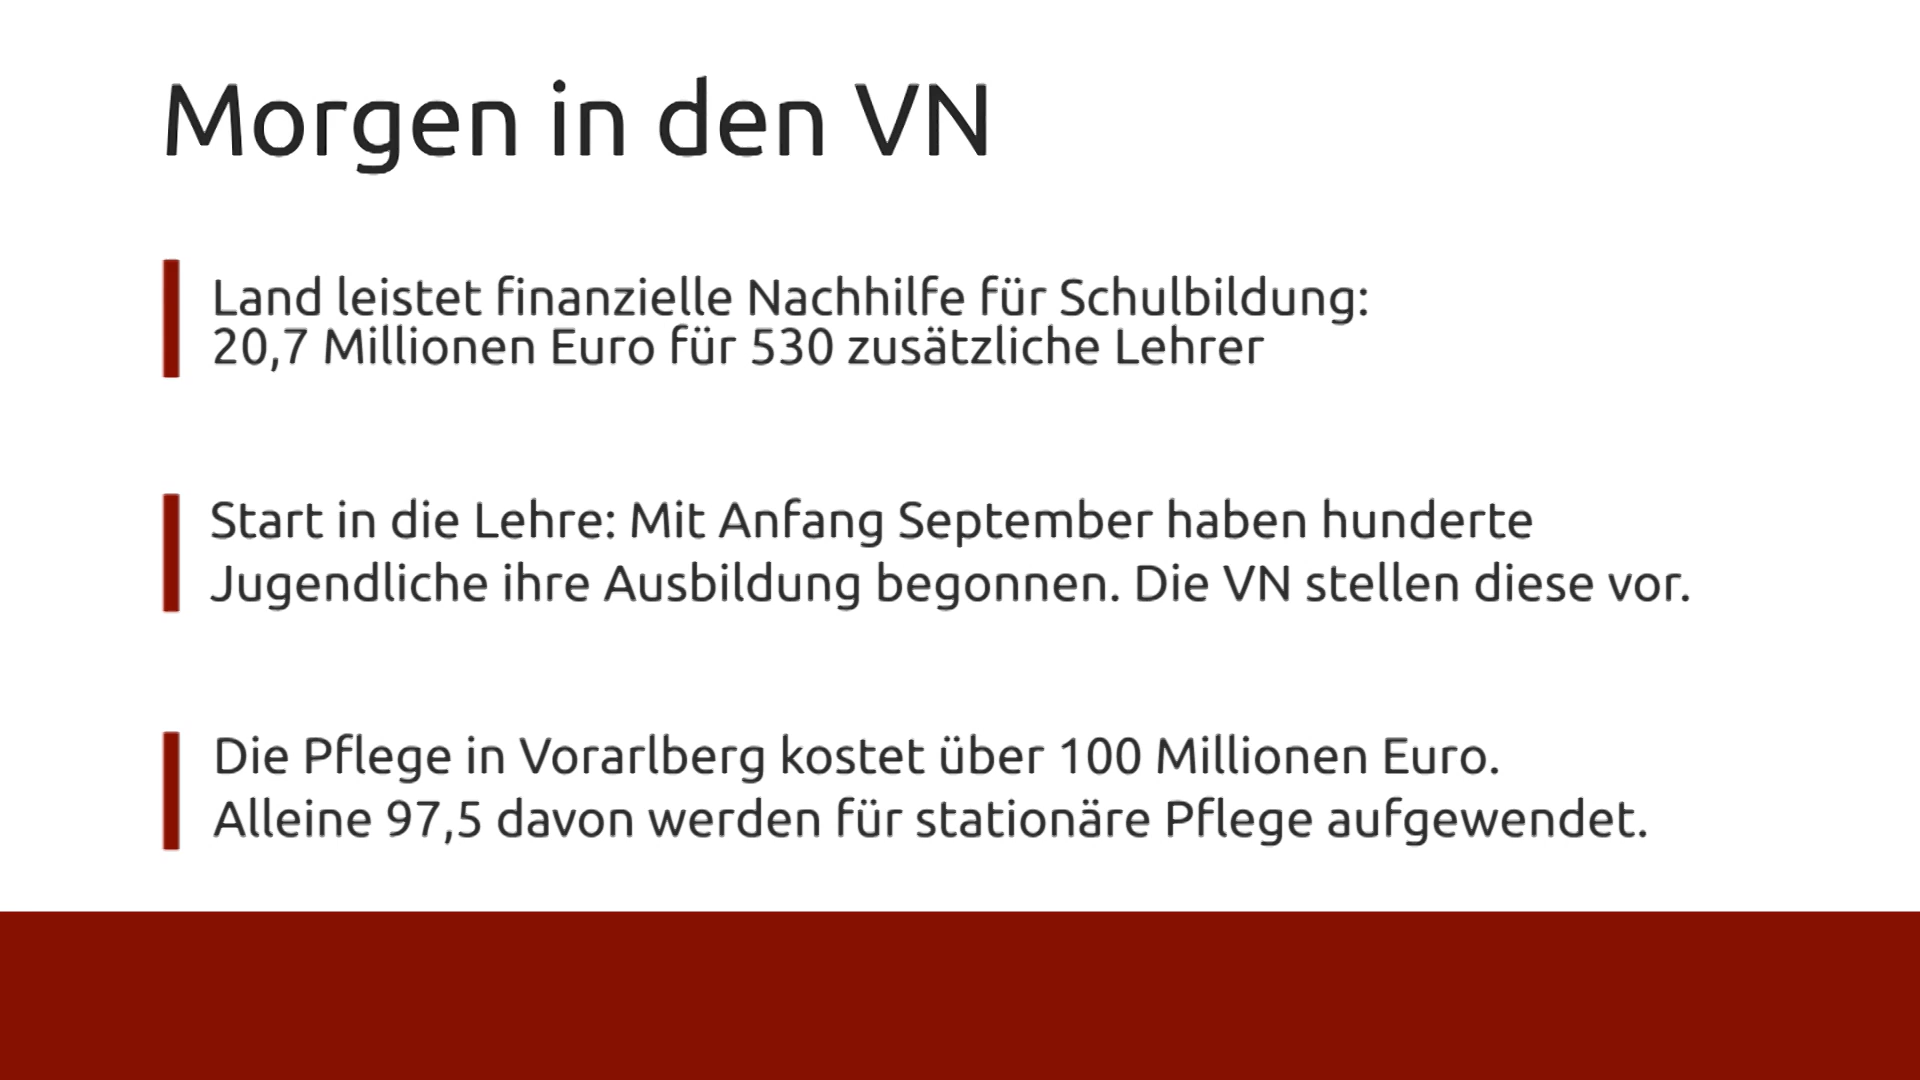 Morgen in den VN
Land leistet finanzielle Nachhilfe für Schulbildung:
20,7 Millionen Euro für 530 zusätzliche Lehrer
Start in die Lehre: Mit Anfang September haben hunderte
Jugendliche ihre Ausbildung begonnen. Die VN stellen diese vor.
Die Pflege in Vorarlberg kostet über 100 Millionen Euro.
Alleine 97,5 davon werden für stationäre Pflege aufgewendet.